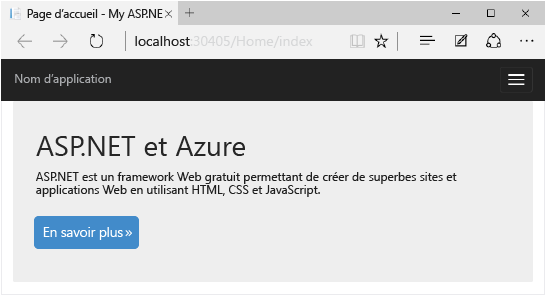 Page d'accueil - My ASP.NE
localhost:30405/Home/index
Nom d'application
ASP.NET et Azure
ASP.NET est un framework Web gratuit permettant de créer de superbes sites et
applications Web en utilisant HTML, CSS et JavaScript.
En savoir plus »